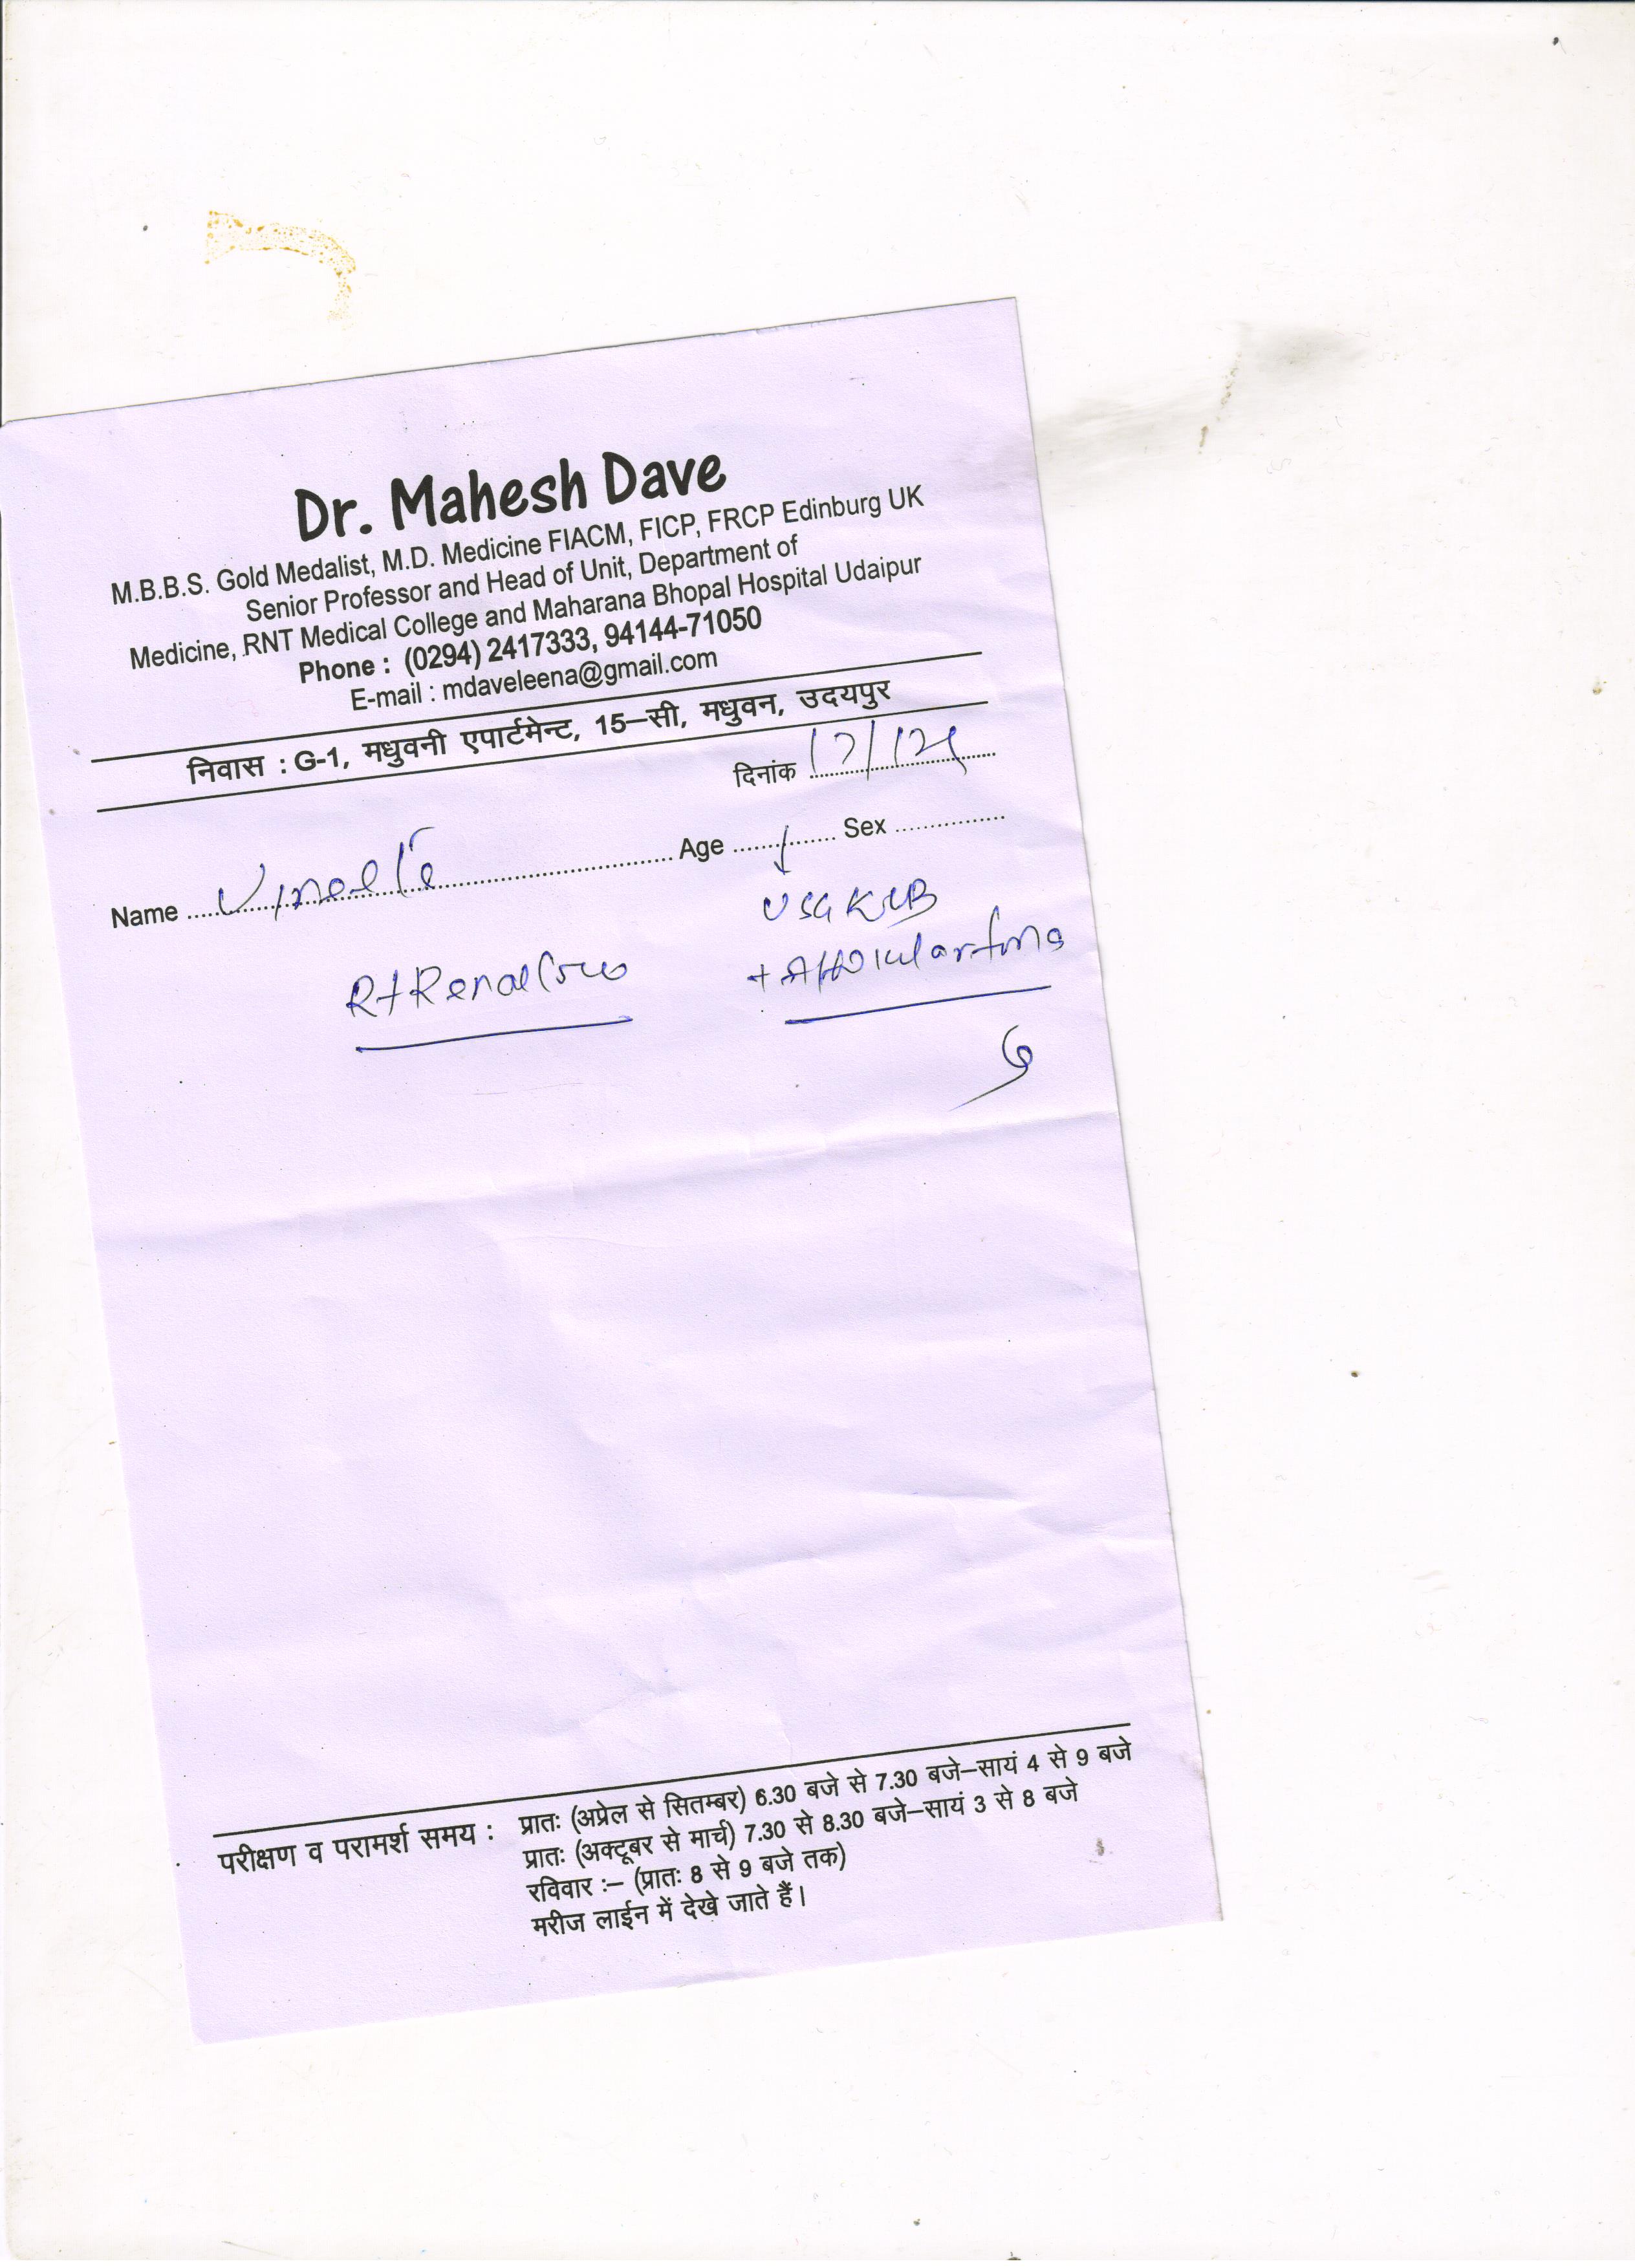 Dr. Mahesh Dave
M.B.B.S. Gold Medalist, M.D. Medicine FIACM, FICP, FRCP Edinburg UK
Senior Professor and Head of Unit, Department of
Medicine, RNT Medical College and Maharana Bhopal Hospital Udaipur
Phone : (0294) 2417333, 94144-71050
E-mail : mdaveleena@gmail.com
निवास : G-1, मधुवनी एपार्टमेन्ट, 15–सी, मधुवन, उदयपुर
दिनांक
Name Age Sex
USG KUB
Rt Renal
परीक्षण व परामर्श समय : प्रातः (अप्रेल से सितम्बर) 6.30 बजे से 7.30 बजे–सायं 4 से 9 बजे
प्रातः (अक्टूबर से मार्च) 7.30 से 8.30 बजे–सायं 3 से 8 बजे
रविवार :– (प्रातः 8 से 9 बजे तक)
मरीज लाईन में देखे जाते हैं।